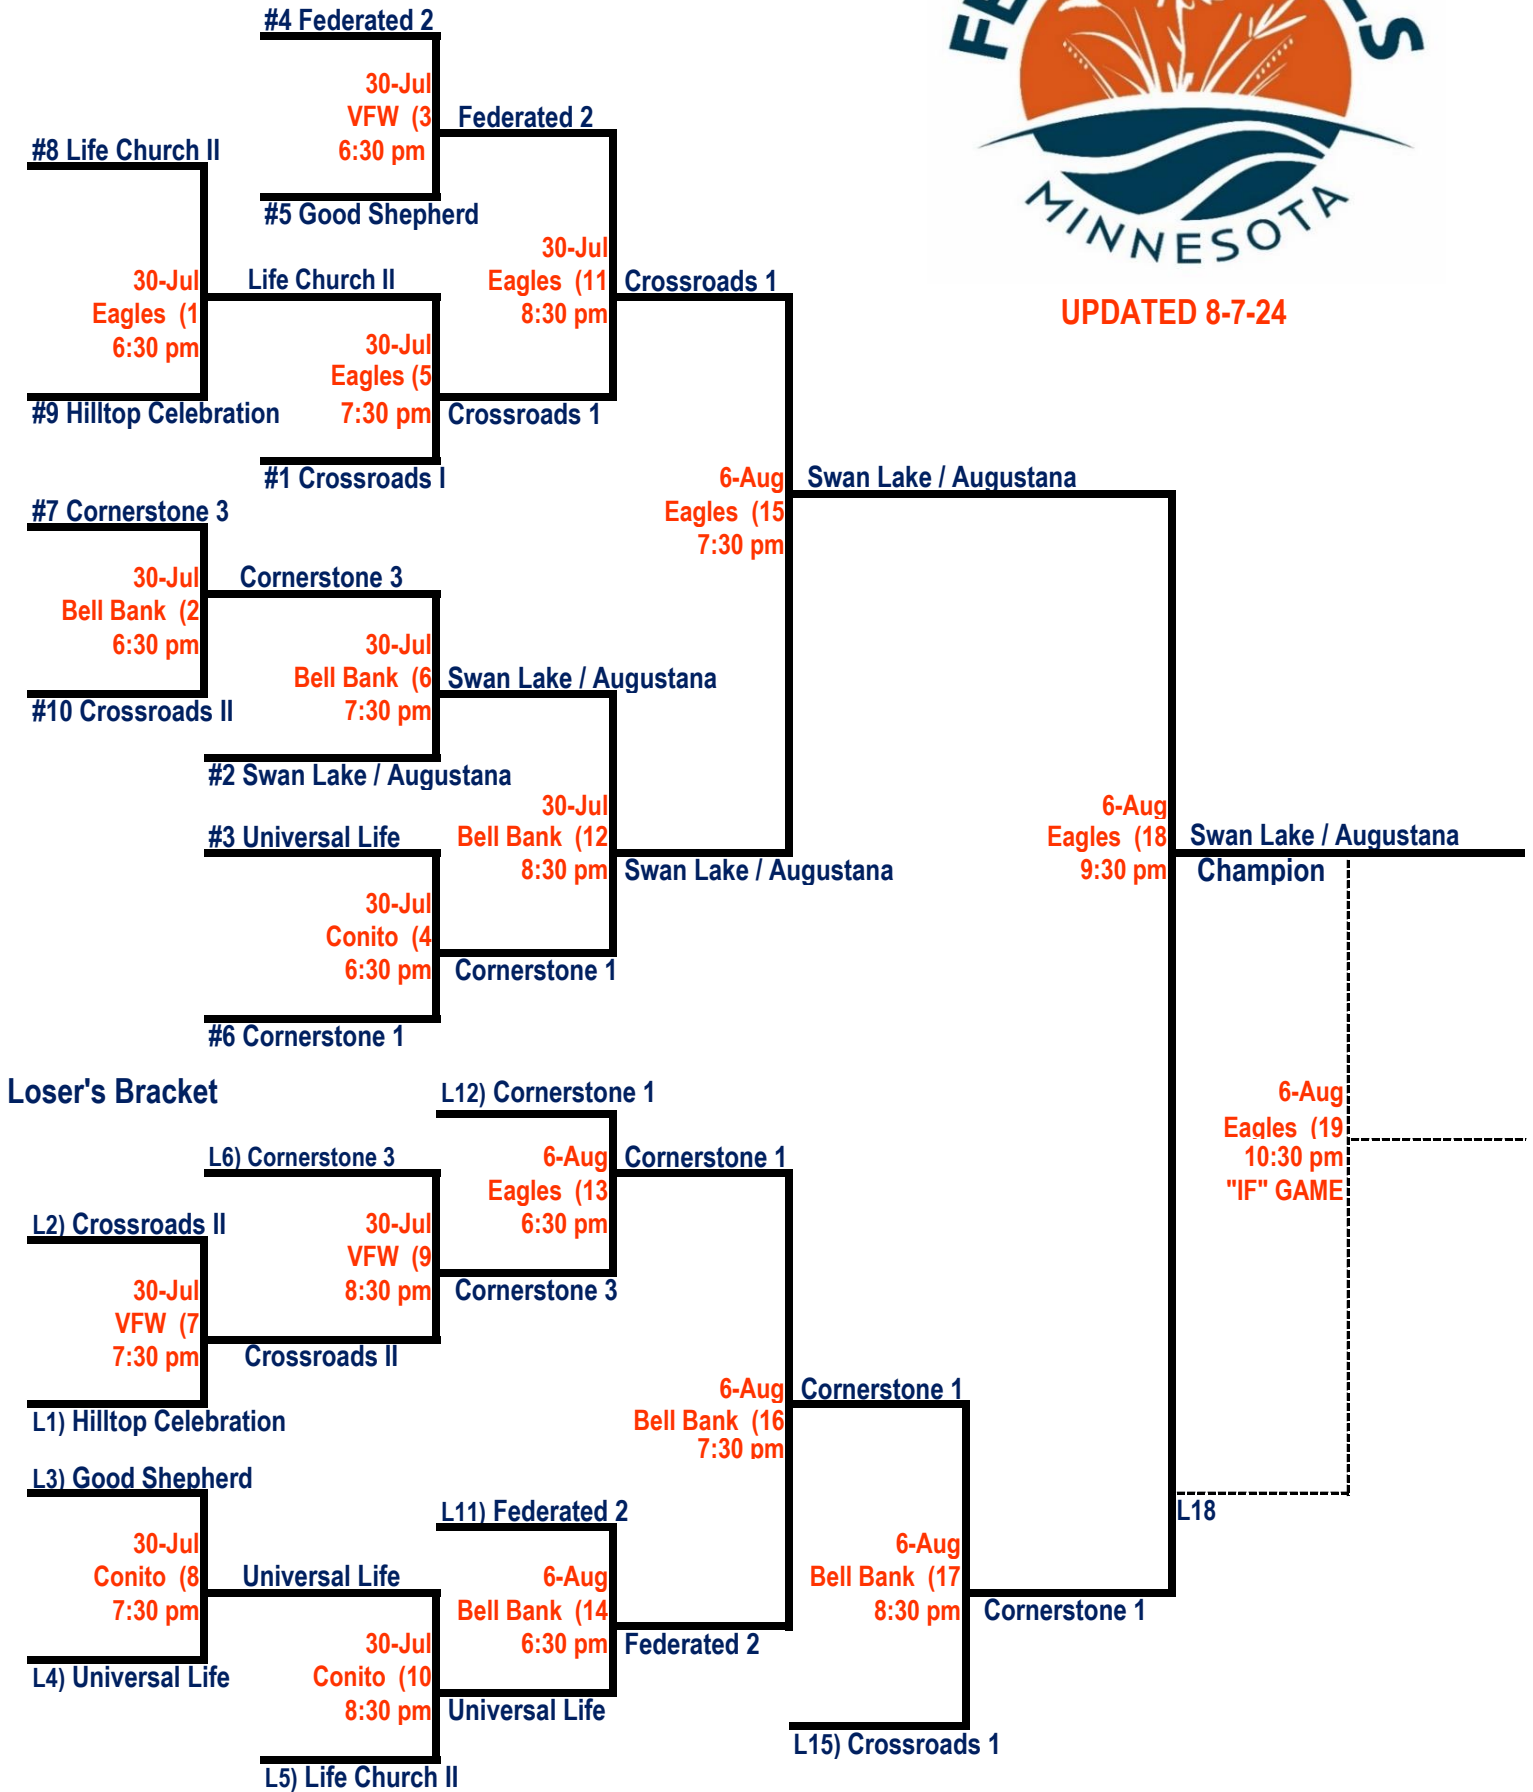 #4 Federated 2
30-Jul
VFW (3
6:30 pm
Federated 2
#8 Life Church II
#5 Good Shepherd
30-Jul
Eagles (11
8:30 pm
Crossroads 1
30-Jul
Eagles (1
6:30 pm
Life Church II
30-Jul
Eagles (5
7:30 pm
#9 Hilltop Celebration
Crossroads 1
#1 Crossroads I
MINNESOTA
UPDATED 8-7-24
6-Aug
Eagles (15
7:30 pm
Swan Lake / Augustana
#7 Cornerstone 3
30-Jul
Bell Bank (2
6:30 pm
Cornerstone 3
30-Jul
Bell Bank (6
7:30 pm
Swan Lake / Augustana
#10 Crossroads II
#2 Swan Lake / Augustana
#3 Universal Life
30-Jul
Bell Bank (12
8:30 pm
Swan Lake / Augustana
30-Jul
Conito (4
6:30 pm
Cornerstone 1
#6 Cornerstone 1
6-Aug
Eagles (18
9:30 pm
Swan Lake / Augustana
Champion
Loser's Bracket
L12) Cornerstone 1
L6) Cornerstone 3
6-Aug
Eagles (13
6:30 pm
Cornerstone 1
6-Aug
Eagles (19
10:30 pm
"IF" GAME
L2) Crossroads II
30-Jul
VFW (9
8:30 pm
Cornerstone 3
30-Jul
VFW (7
7:30 pm
Crossroads II
L1) Hilltop Celebration
6-Aug
Bell Bank (16
7:30 pm
Cornerstone 1
L3) Good Shepherd
L11) Federated 2
L18
30-Jul
Conito (8
7:30 pm
Universal Life
6-Aug
Bell Bank (14
6:30 pm
Federated 2
6-Aug
Bell Bank (17
8:30 pm
Cornerstone 1
L4) Universal Life
30-Jul
Conito (10
8:30 pm
Universal Life
L15) Crossroads 1
L5) Life Church II